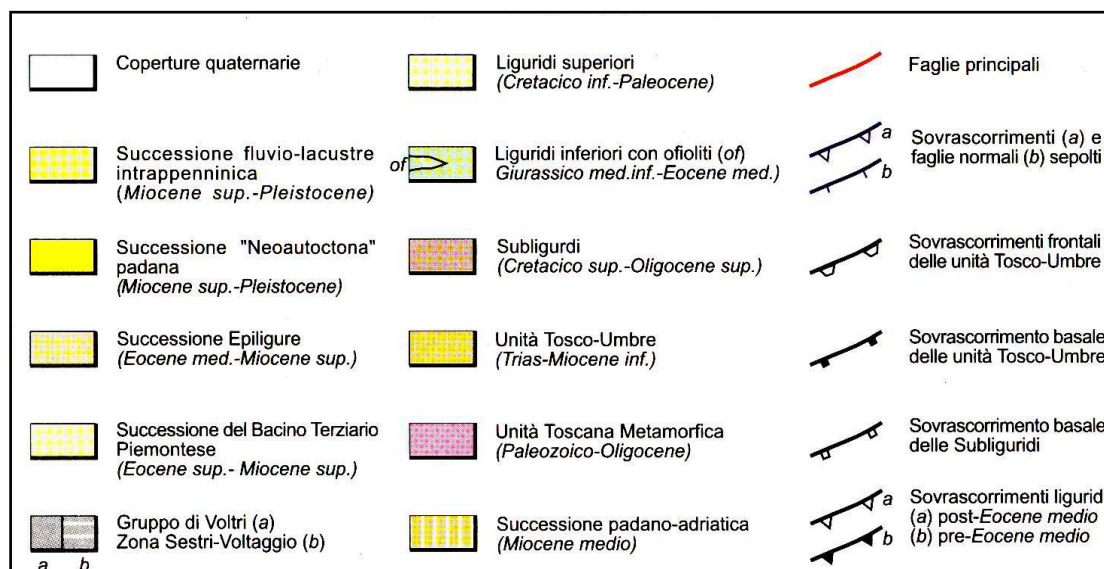 Coperture quaternarie
Successione fluvio-lacustre
intrappenninica
(Miocene sup.-Pleistocene)
Successione "Neoautoctona"
padana
(Miocene sup.-Pleistocene)
Successione Epiligure
(Eocene med.-Miocene sup.)
Successione del Bacino Terziario
Piemontese
(Eocene sup.- Miocene sup.)
Gruppo di Voltri (a)
Zona Sestri-Voltaggio (b)
a b
Liguridi superiori
(Cretacico inf.-Paleocene)
of
Liguridi inferiori con ofioliti (of)
Giurassico med.inf.-Eocene med.)
Subligurdi
(Cretacico sup.-Oligocene sup.)
Unità Tosco-Umbre
(Trias-Miocene inf.)
Unità Toscana Metamorfica
(Paleozoico-Oligocene)
Successione padano-adriatica
(Miocene medio)
Faglie principali
a
b
Sovrascorrimenti (a) e
faglie normali (b) sepolti
Sovrascorrimenti frontali
delle unità Tosco-Umbre
Sovrascorrimento basale
delle unità Tosco-Umbre
Sovrascorrimento basale
delle Subliguridi
a
b
Sovrascorrimenti ligurid
(a) post-Eocene medio
(b) pre-Eocene medio